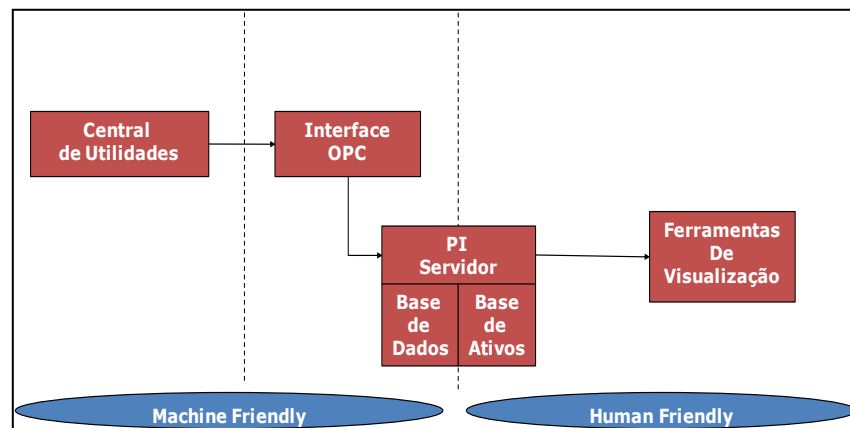 Central
de Utilidades
Interface
OPC
PI
Servidor
Base
de
Dados
Base
de
Ativos
Ferramentas
De
Visualização
Machine Friendly
Human Friendly